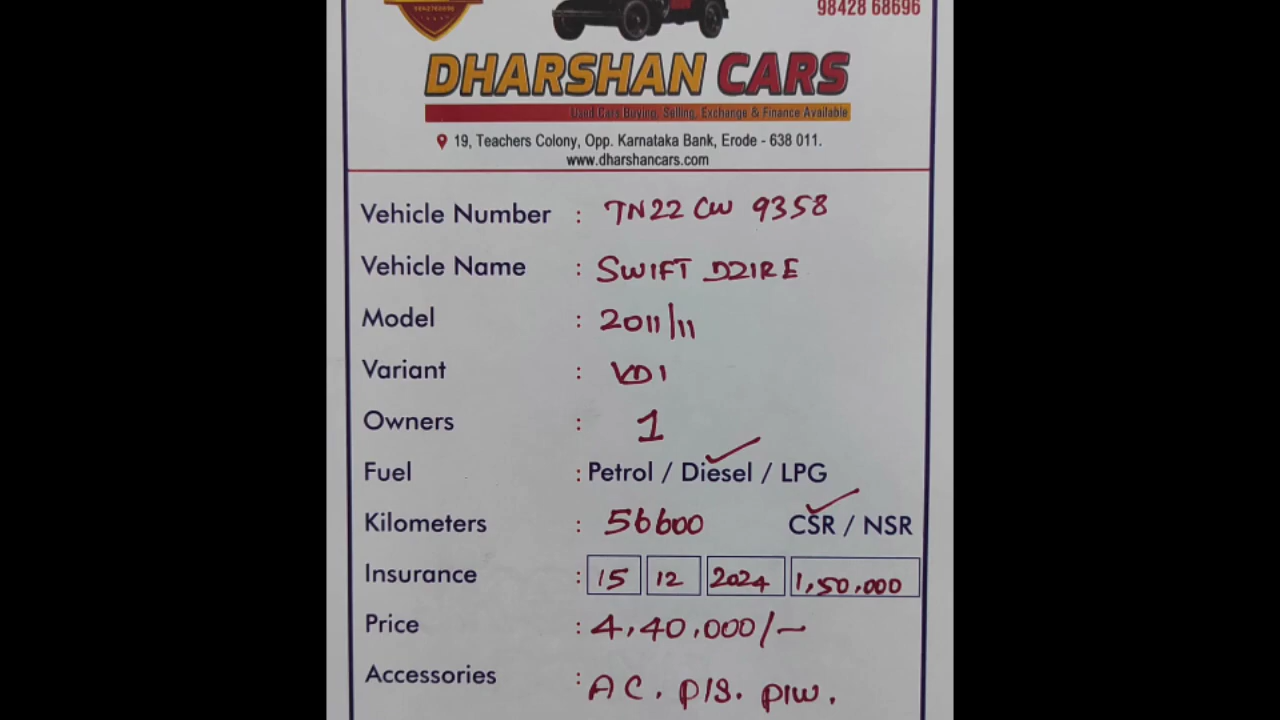 98428 68696
DHARSHAN CARS
Used Cars Buying, Selling, Exchange & Finance Available
19, Teachers Colony, Opp. Karnataka Bank, Erode - 638 011.
www.dharshancars.com
Vehicle Number : TN22 CW 9358
Vehicle Name : SWIFT DZIRE
Model : 2011/11
Variant : VDI
Owners : 1
Fuel : Petrol / Diesel / LPG
Kilometers : 56600 CSR / NSR
Insurance : 15 12 2024 1,50,000
Price : 4,40,000/-
Accessories : AC. P/S. P/W.